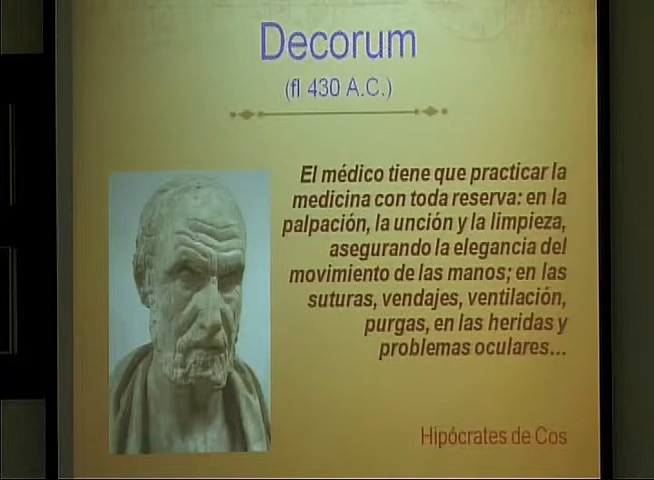 Decorum
(fl 430 A.C.)
El médico tiene que practicar la
medicina con toda reserva: en la
palpación, la unción y la limpieza,
asegurando la elegancia del
movimiento de las manos; en las
suturas, vendajes, ventilación,
purgas, en las heridas y
problemas oculares...
Hipócrates de Cos